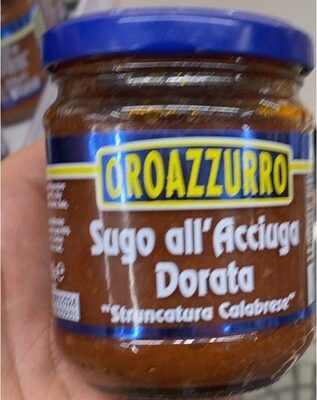 OROAZZURRO
Sugo all'Acciuga
Dorata
"Struncatura Calabrese"